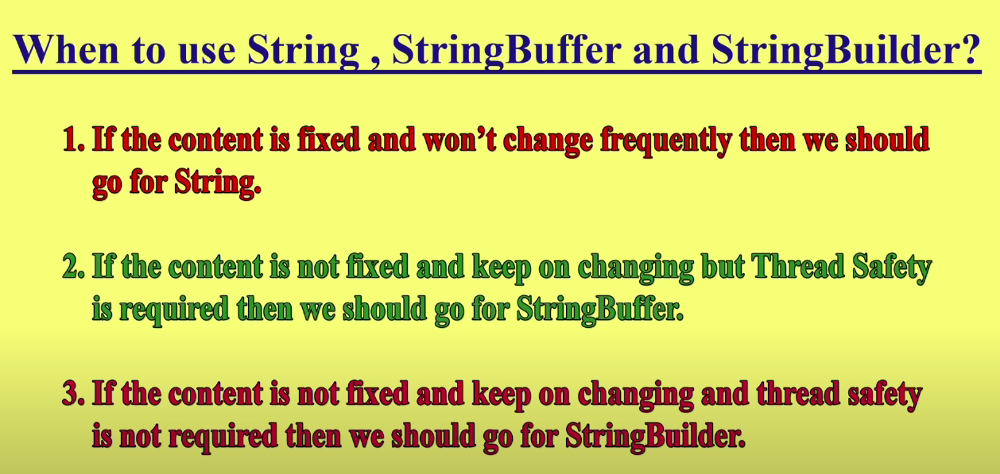 When to use String , StringBuffer and StringBuilder?
1. If the content is fixed and won’t change frequently then we should
go for String.
2. If the content is not fixed and keep on changing but Thread Safety
is required then we should go for StringBuffer.
3. If the content is not fixed and keep on changing and thread safety
is not required then we should go for StringBuilder.